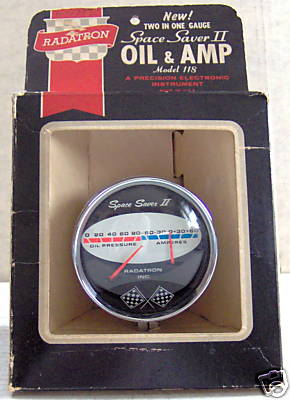 RADATRON
New!
TWO IN ONE GAUGE
Space Saver II
OIL & AMP
Model 118
A PRECISION ELECTRONIC
INSTRUMENT
Space Saver II
0 20 40 60 80
OIL PRESSURE
AMPERES
RADATRON
INC.